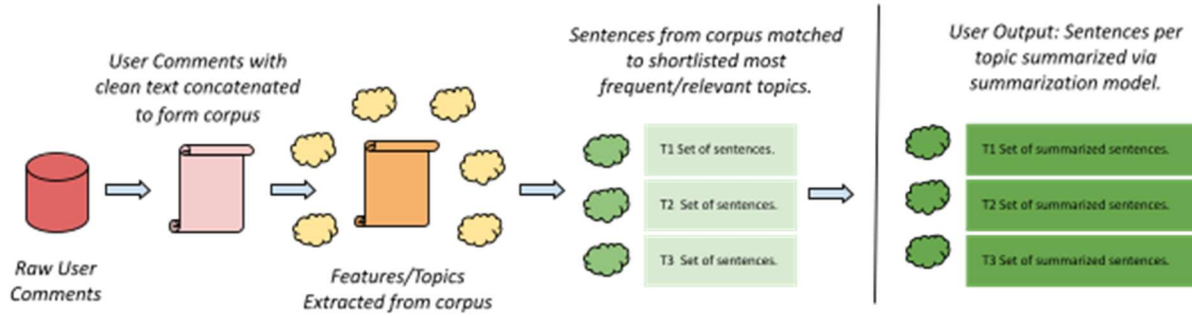 User Comments with
clean text concatenated
to form corpus
Raw User
Comments
Features/Topics
Extracted from corpus
Sentences from corpus matched
to shortlisted most
frequent/relevant topics.
T1 Set of sentences.
T2 Set of sentences.
T3 Set of sentences.
User Output: Sentences per
topic summarized via
summarization model.
T1 Set of summarized sentences.
T2 Set of summarized sentences.
T3 Set of summarized sentences.